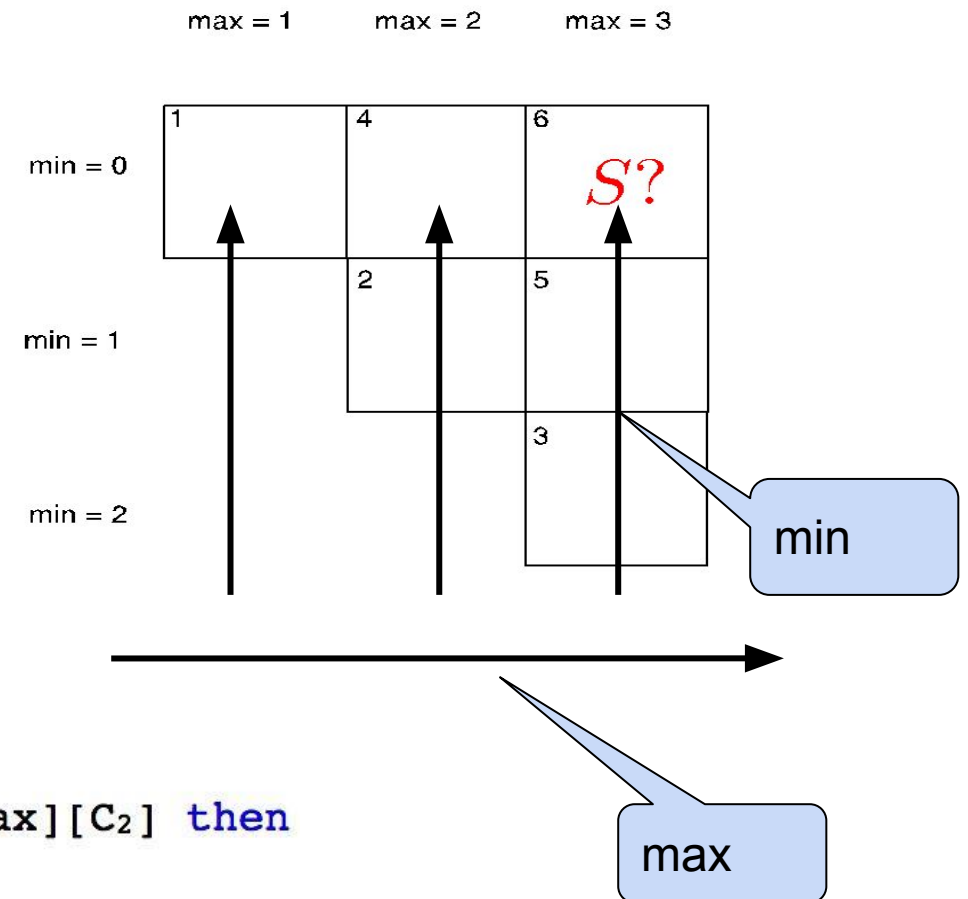 max = 1 max = 2 max = 3
min = 0
1 4 6
S?
min = 1
2 5
min = 2
3
min
ax][C₂] then
max